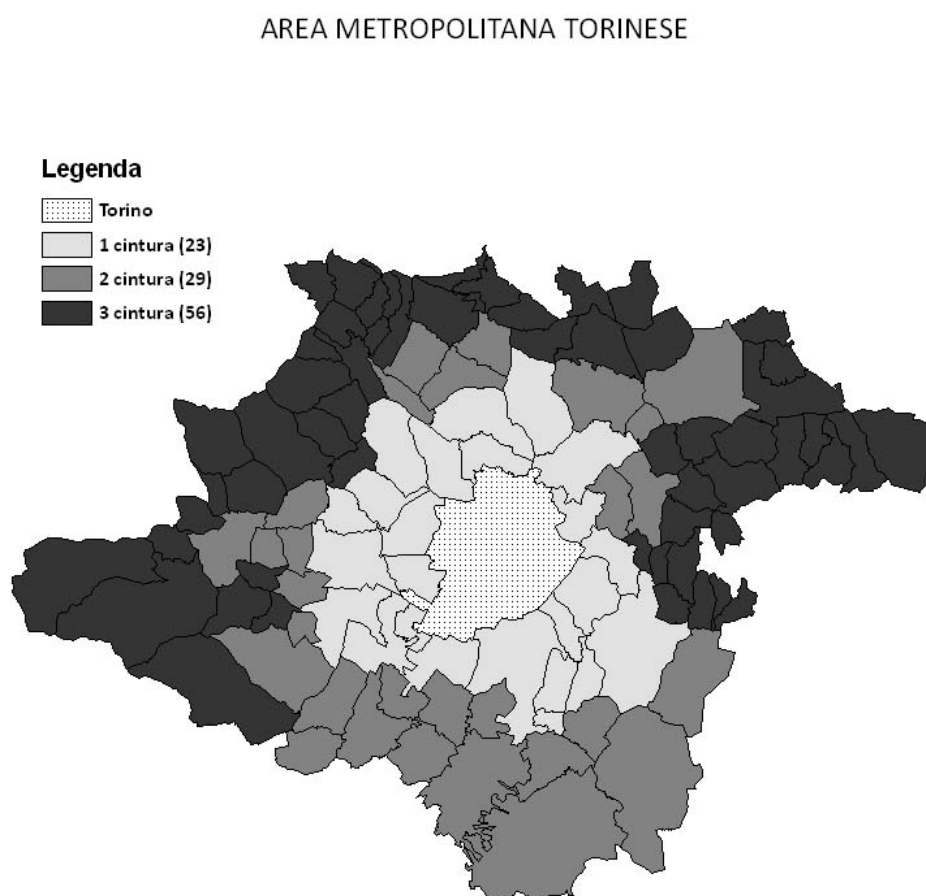 AREA METROPOLITANA TORINESE
Legenda
Torino
1 cintura (23)
2 cintura (29)
3 cintura (56)